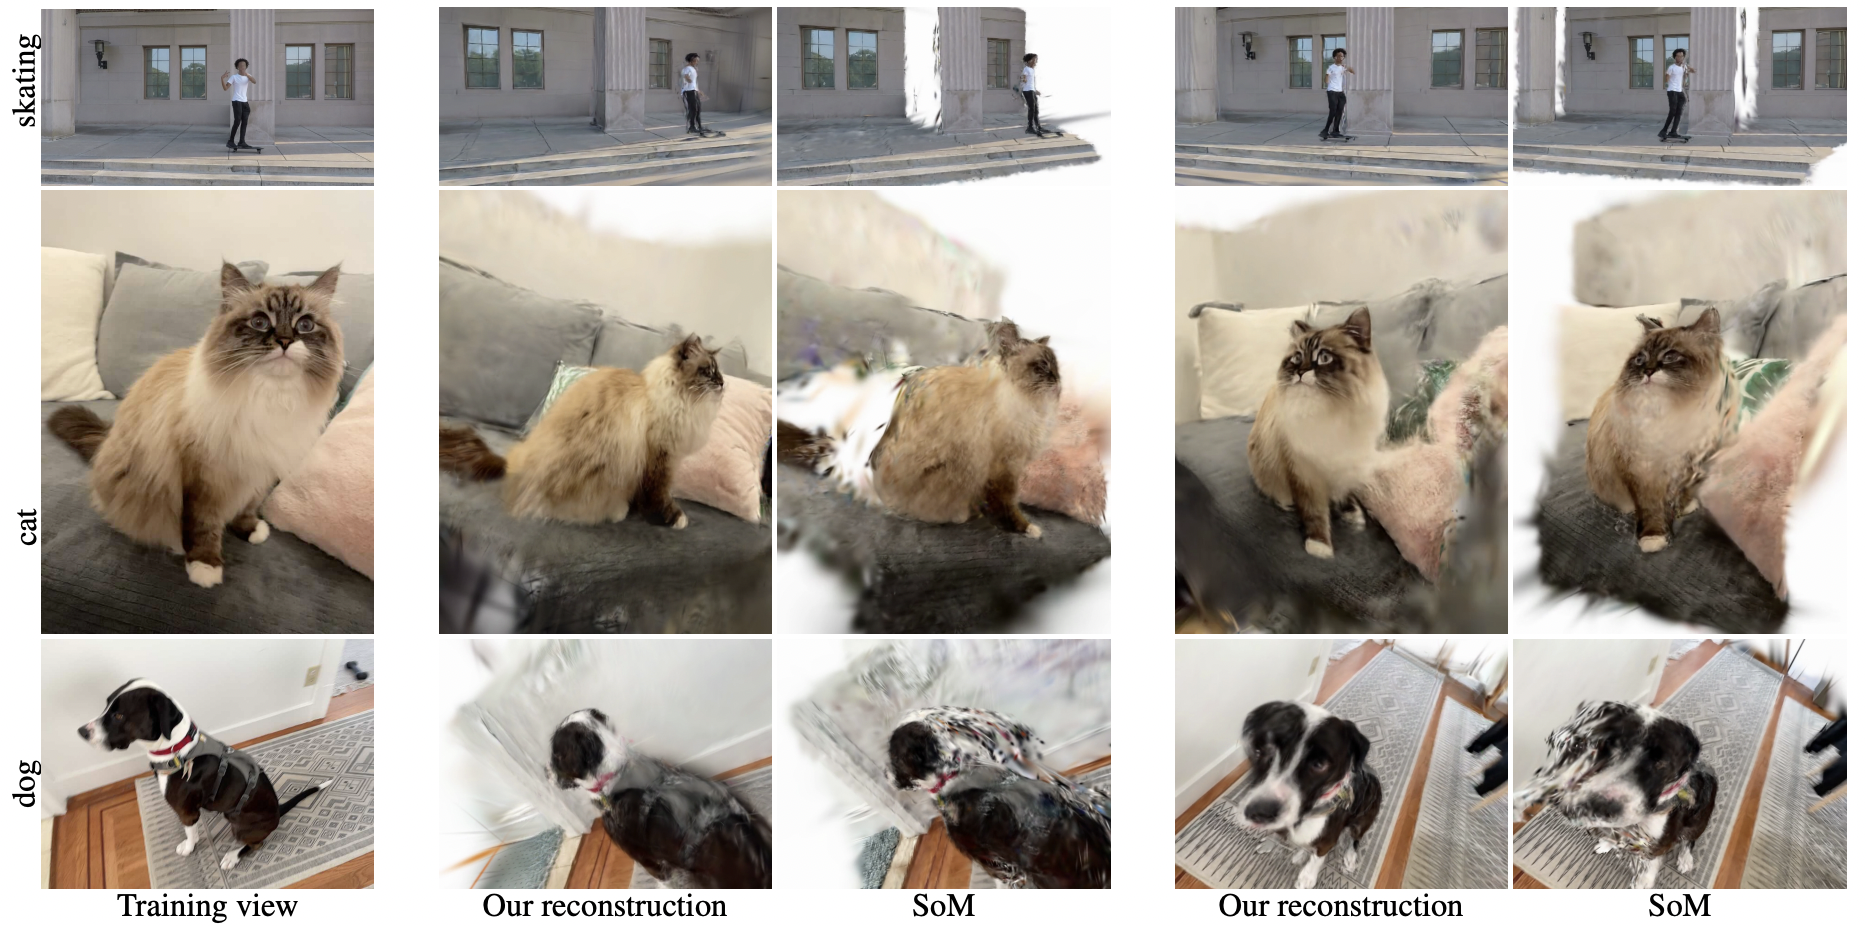 skating
cat
dog
Training view
Our reconstruction
SoM
Our reconstruction
SoM